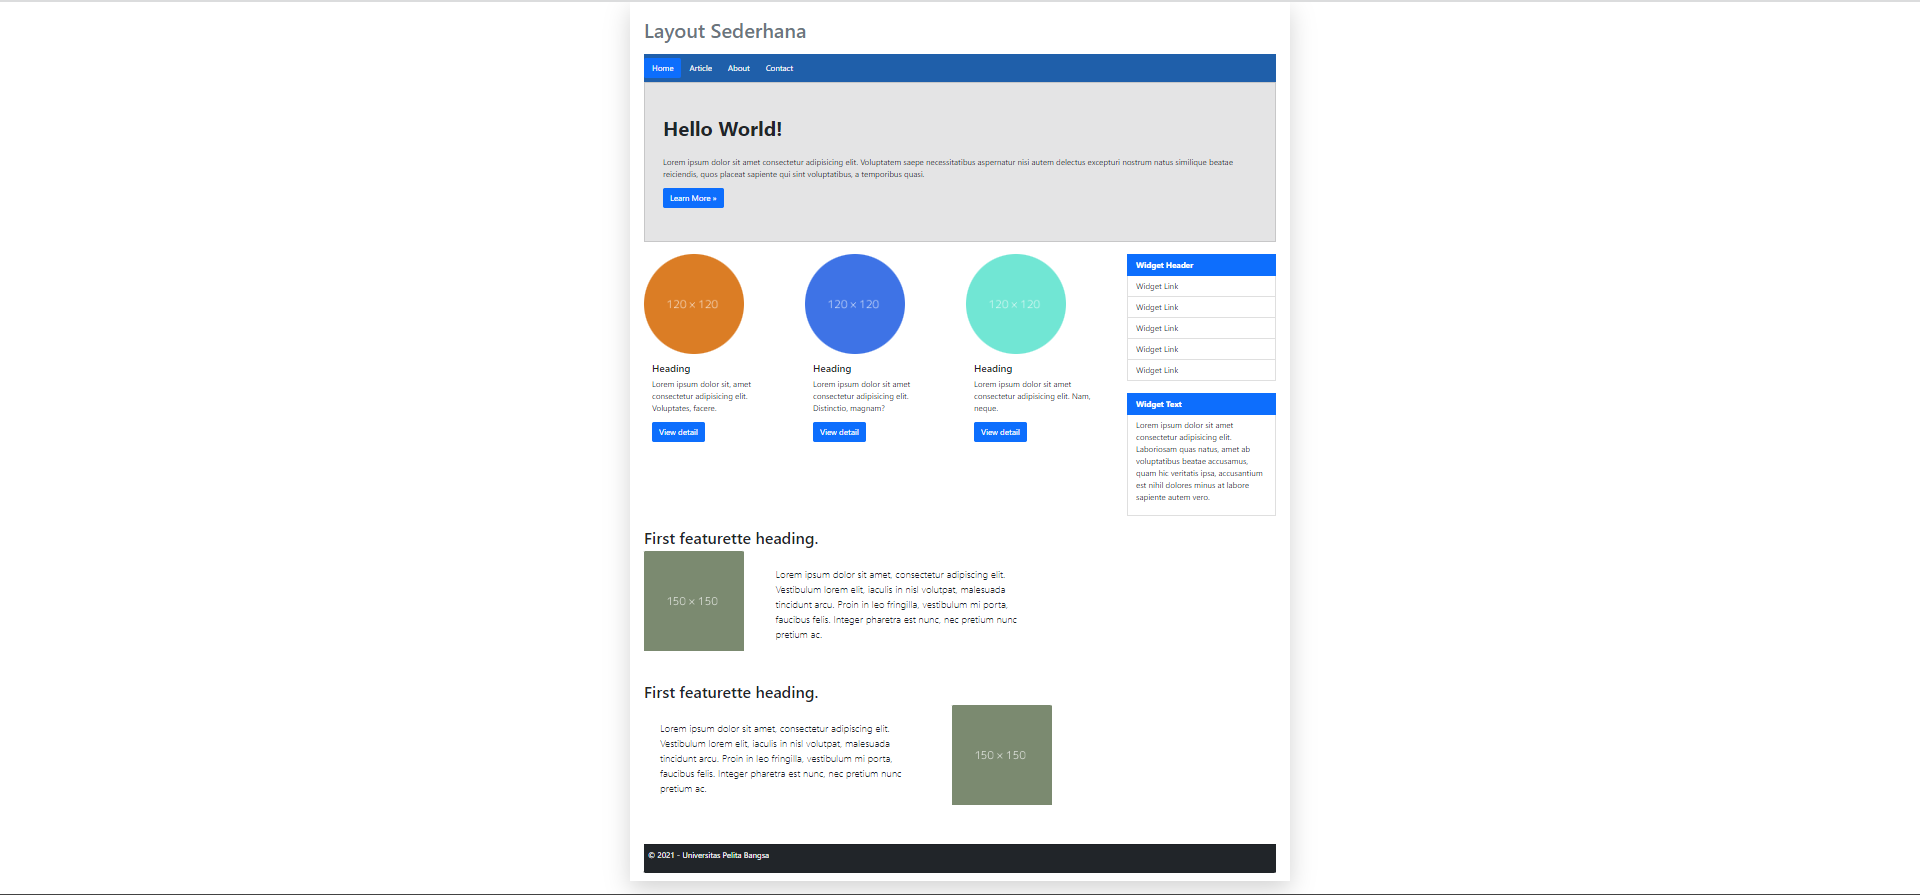 Layout Sederhana
Home Article About Contact
Hello World!
Lorem ipsum dolor sit amet consectetur adipisicing elit. Voluptatem saepe necessitatibus aspernatur nisi autem delectus excepturi nostrum natus similique beatae
reiciendis, quos placeat sapiente qui sint voluptatibus, a temporibus quasi.
Learn More »
120 × 120
Heading
Lorem ipsum dolor sit, amet
consectetur adipisicing elit.
Voluptates, facere.
View detail
120 × 120
Heading
Lorem ipsum dolor sit amet
consectetur adipisicing elit.
Distinctio, magnam?
View detail
120 × 120
Heading
Lorem ipsum dolor sit amet
consectetur adipisicing elit. Nam,
neque.
View detail
Widget Header
Widget Link
Widget Link
Widget Link
Widget Link
Widget Link
Widget Text
Lorem ipsum dolor sit amet
consectetur adipisicing elit.
Laboriosam quas natus, amet ab
voluptatibus beatae accusamus,
quam hic veritatis ipsa, accusantium
est nihil dolores minus at labore
sapiente autem vero.
First featurette heading.
150 × 150
Lorem ipsum dolor sit amet, consectetur adipiscing elit.
Vestibulum lorem elit, iaculis in nisl volutpat, malesuada
tincidunt arcu. Proin in leo fringilla, vestibulum mi porta,
faucibus felis. Integer pharetra est nunc, nec pretium nunc
pretium ac.
First featurette heading.
Lorem ipsum dolor sit amet, consectetur adipiscing elit.
Vestibulum lorem elit, iaculis in nisl volutpat, malesuada
tincidunt arcu. Proin in leo fringilla, vestibulum mi porta,
faucibus felis. Integer pharetra est nunc, nec pretium nunc
pretium ac.
150 × 150
© 2021 - Universitas Pelita Bangsa